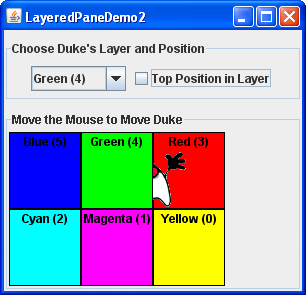 LayeredPaneDemo2
Choose Duke's Layer and Position
Green (4) Top Position in Layer
Move the Mouse to Move Duke
Blue (5) Green (4) Red (3)
Cyan (2) Magenta (1) Yellow (0)